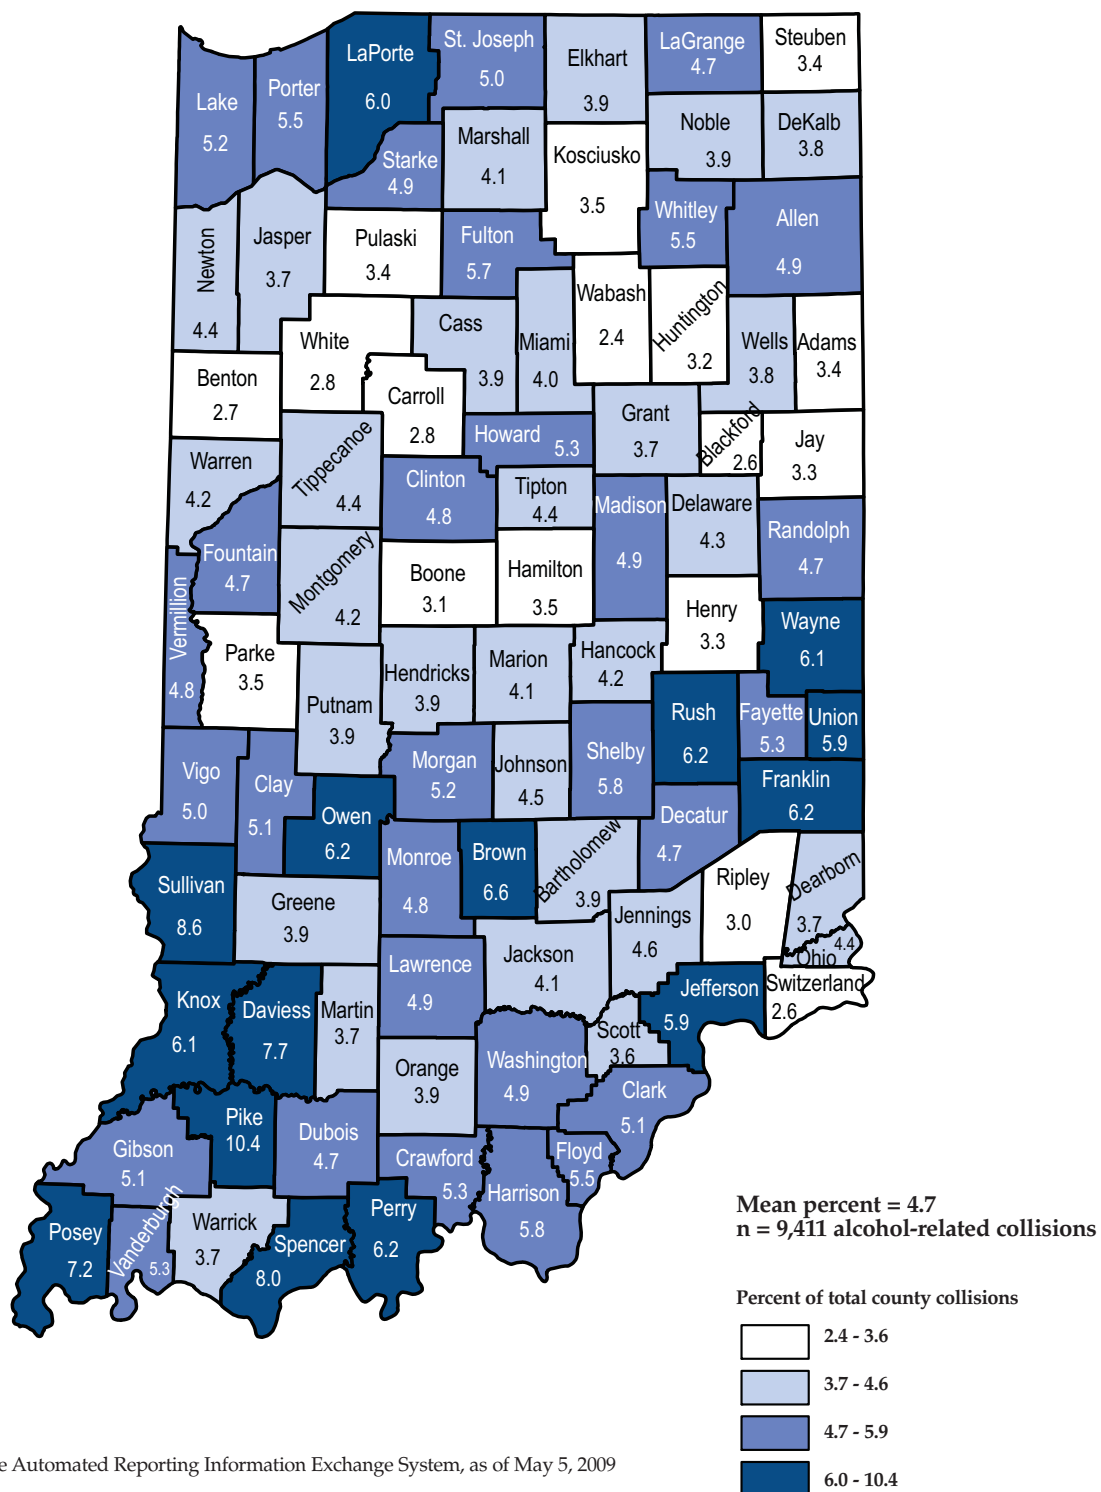 LaPorte
6.0
St. Joseph
5.0
Elkhart
3.9
LaGrange
4.7
Steuben
3.4
Lake
5.2
Porter
5.5
Starke
4.9
Marshall
4.1
Kosciusko
3.5
Noble
3.9
DeKalb
3.8
Whitley
5.5
Allen
4.9
Newton
4.4
Jasper
3.7
Pulaski
3.4
Fulton
5.7
White
2.8
Cass
3.9
Miami
4.0
Wabash
2.4
Huntington
3.2
Wells
3.8
Adams
3.4
Benton
2.7
Carroll
2.8
Howard
5.3
Grant
3.7
Blackford
2.6
Jay
3.3
Warren
4.2
Tippecanoe
4.4
Clinton
4.8
Tipton
4.4
Madison
4.9
Delaware
4.3
Randolph
4.7
Fountain
4.7
Montgomery
4.2
Boone
3.1
Hamilton
3.5
Henry
3.3
Wayne
6.1
Vermillion
4.8
Parke
3.5
Putnam
3.9
Hendricks
3.9
Marion
4.1
Hancock
4.2
Rush
6.2
Fayette
5.3
Union
5.9
Vigo
5.0
Clay
5.1
Owen
6.2
Morgan
5.2
Johnson
4.5
Shelby
5.8
Decatur
4.7
Franklin
6.2
Sullivan
8.6
Greene
3.9
Monroe
4.8
Brown
6.6
Bartholomew
3.9
Jennings
4.6
Ripley
3.0
Dearborn
3.7
Ohio
4.4
Knox
6.1
Daviess
7.7
Martin
3.7
Lawrence
4.9
Jackson
4.1
Jefferson
5.9
Switzerland
2.6
Scott
3.6
Orange
3.9
Washington
4.9
Clark
5.1
Gibson
5.1
Pike
10.4
Dubois
4.7
Crawford
5.3
Harrison
5.8
Floyd
5.5
Posey
7.2
Vanderburgh
5.3
Warrick
3.7
Spencer
8.0
Perry
6.2
Mean percent = 4.7
n = 9,411 alcohol-related collisions
Percent of total county collisions
2.4 - 3.6
3.7 - 4.6
4.7 - 5.9
6.0 - 10.4
e Automated Reporting Information Exchange System, as of May 5, 2009